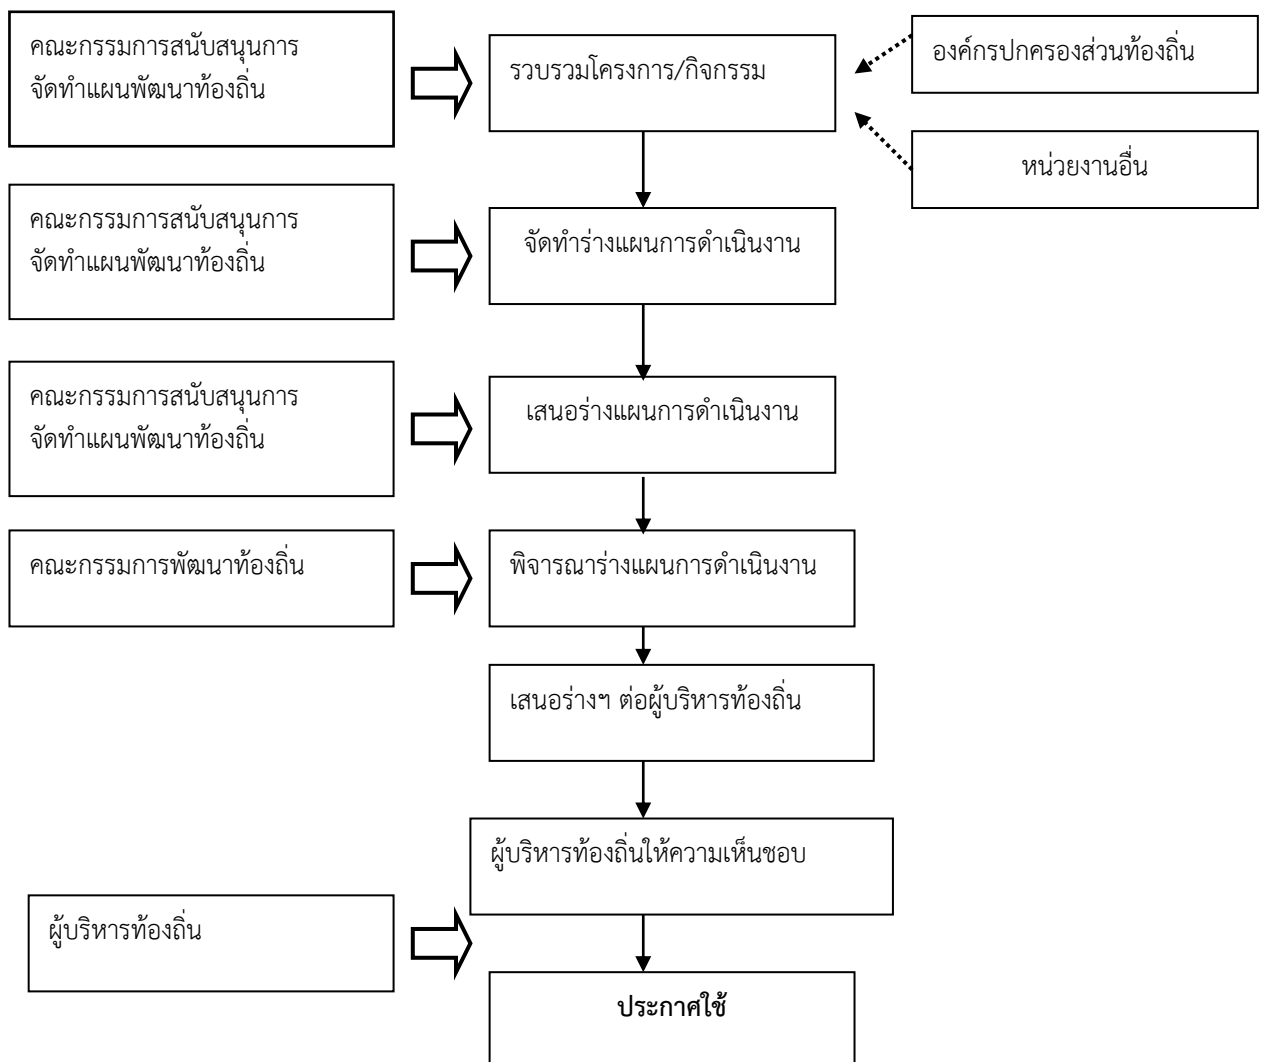 คณะกรรมการสนับสนุนการ
จัดทำแผนพัฒนาท้องถิ่น
รวบรวมโครงการ/กิจกรรม
องค์กรปกครองส่วนท้องถิ่น
หน่วยงานอื่น
คณะกรรมการสนับสนุนการ
จัดทำแผนพัฒนาท้องถิ่น
จัดทำร่างแผนการดำเนินงาน
คณะกรรมการสนับสนุนการ
จัดทำแผนพัฒนาท้องถิ่น
เสนอร่างแผนการดำเนินงาน
คณะกรรมการพัฒนาท้องถิ่น
พิจารณาร่างแผนการดำเนินงาน
เสนอร่างฯ ต่อผู้บริหารท้องถิ่น
ผู้บริหารท้องถิ่นให้ความเห็นชอบ
ผู้บริหารท้องถิ่น
ประกาศใช้